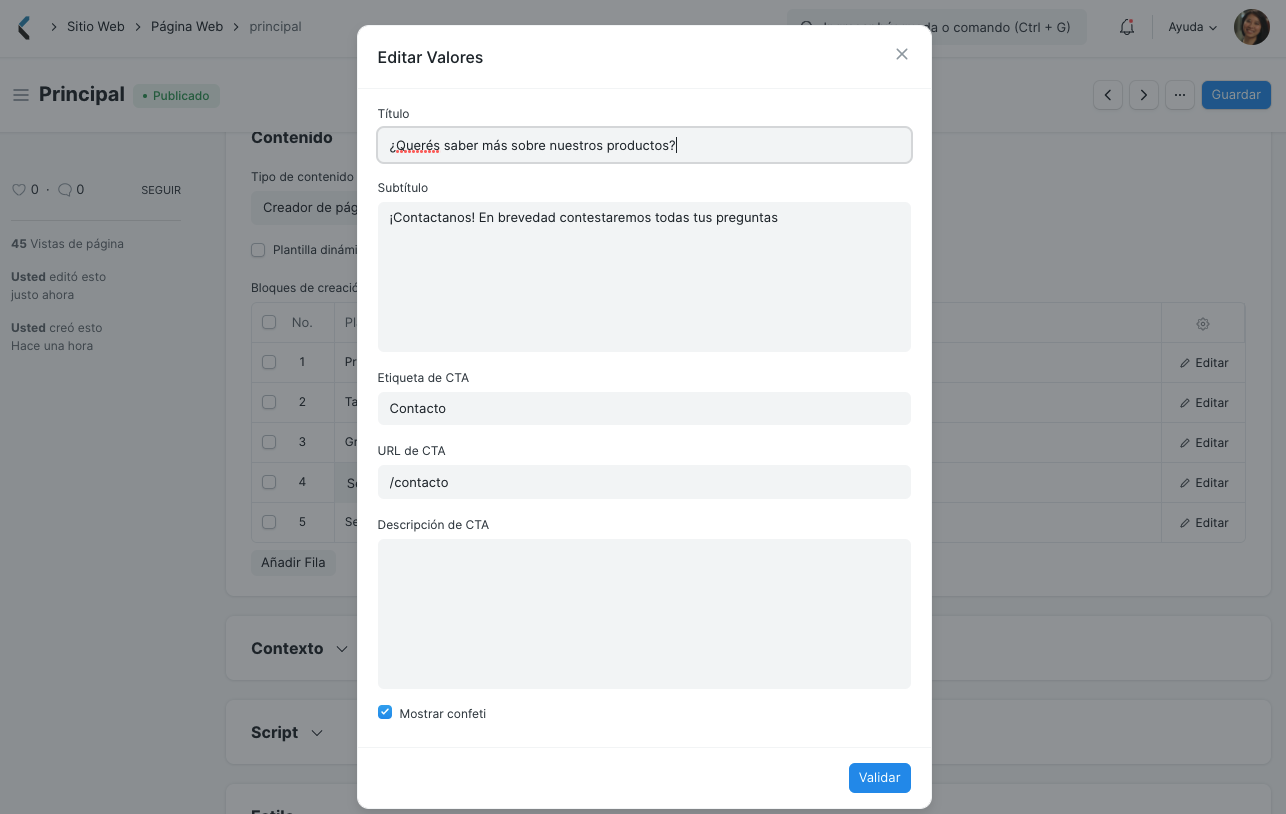 Sitio Web
Página Web
principal
da o comando (Ctrl + G)
Ayuda
Principal
Publicado
Guardar
0 · 0
SEGUIR
45 Vistas de página
Usted editó esto
justo ahora
Usted creó esto
Hace una hora
Contenido
Tipo de contenido
Creador de pág
Plantilla dinámi
Bloques de creació
No. Pl
1 Pr Editar
2 Ta Editar
3 Gr Editar
4 Se Editar
5 Se Editar
Añadir Fila
Contexto
Script
Estilo
Editar Valores
Título
¿Querés saber más sobre nuestros productos?
Subtítulo
¡Contactanos! En brevedad contestaremos todas tus preguntas
Etiqueta de CTA
Contacto
URL de CTA
/contacto
Descripción de CTA
Mostrar confeti
Validar